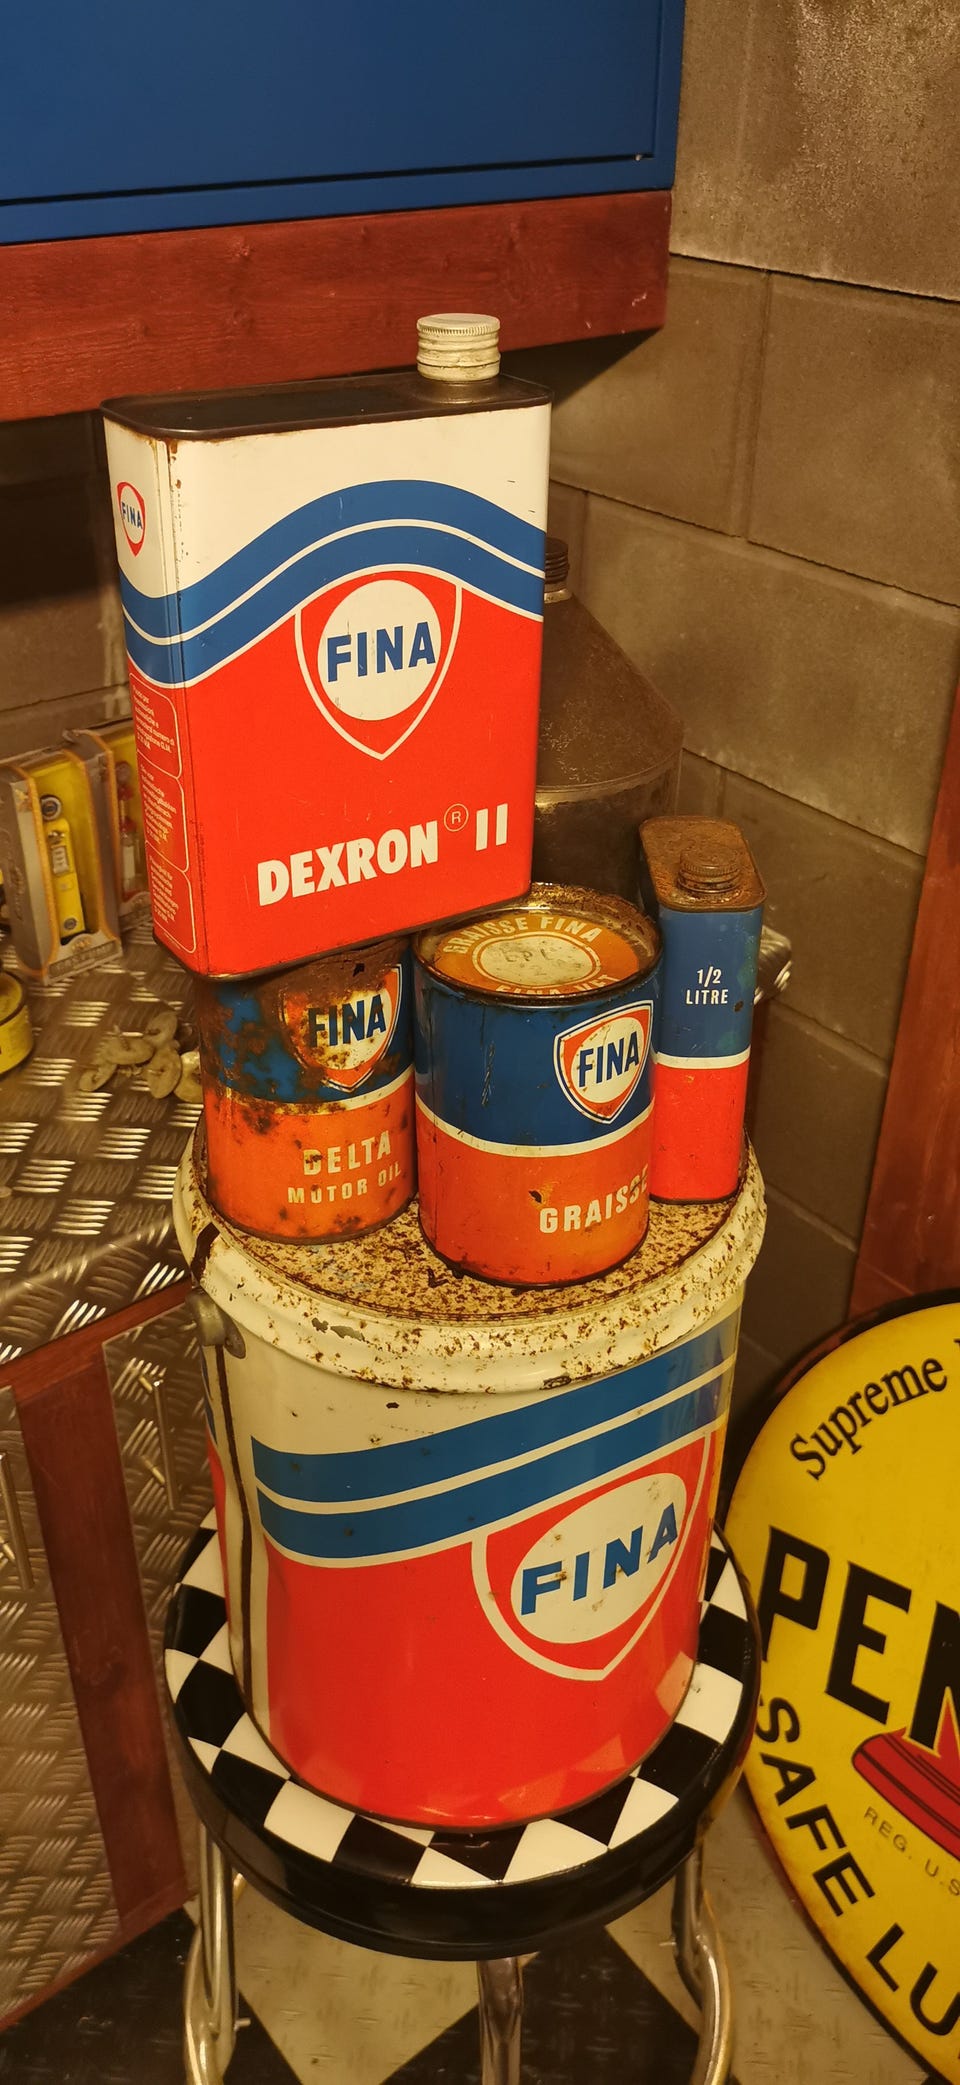 FINA
FINA
DEXRON ® II
GRAISSE FINA
1/2
LITRE
FINA
DELTA
MOTOR OIL
FINA
GRAISSE
FINA
Supreme
PEN
SAFE LU
REG. U.S